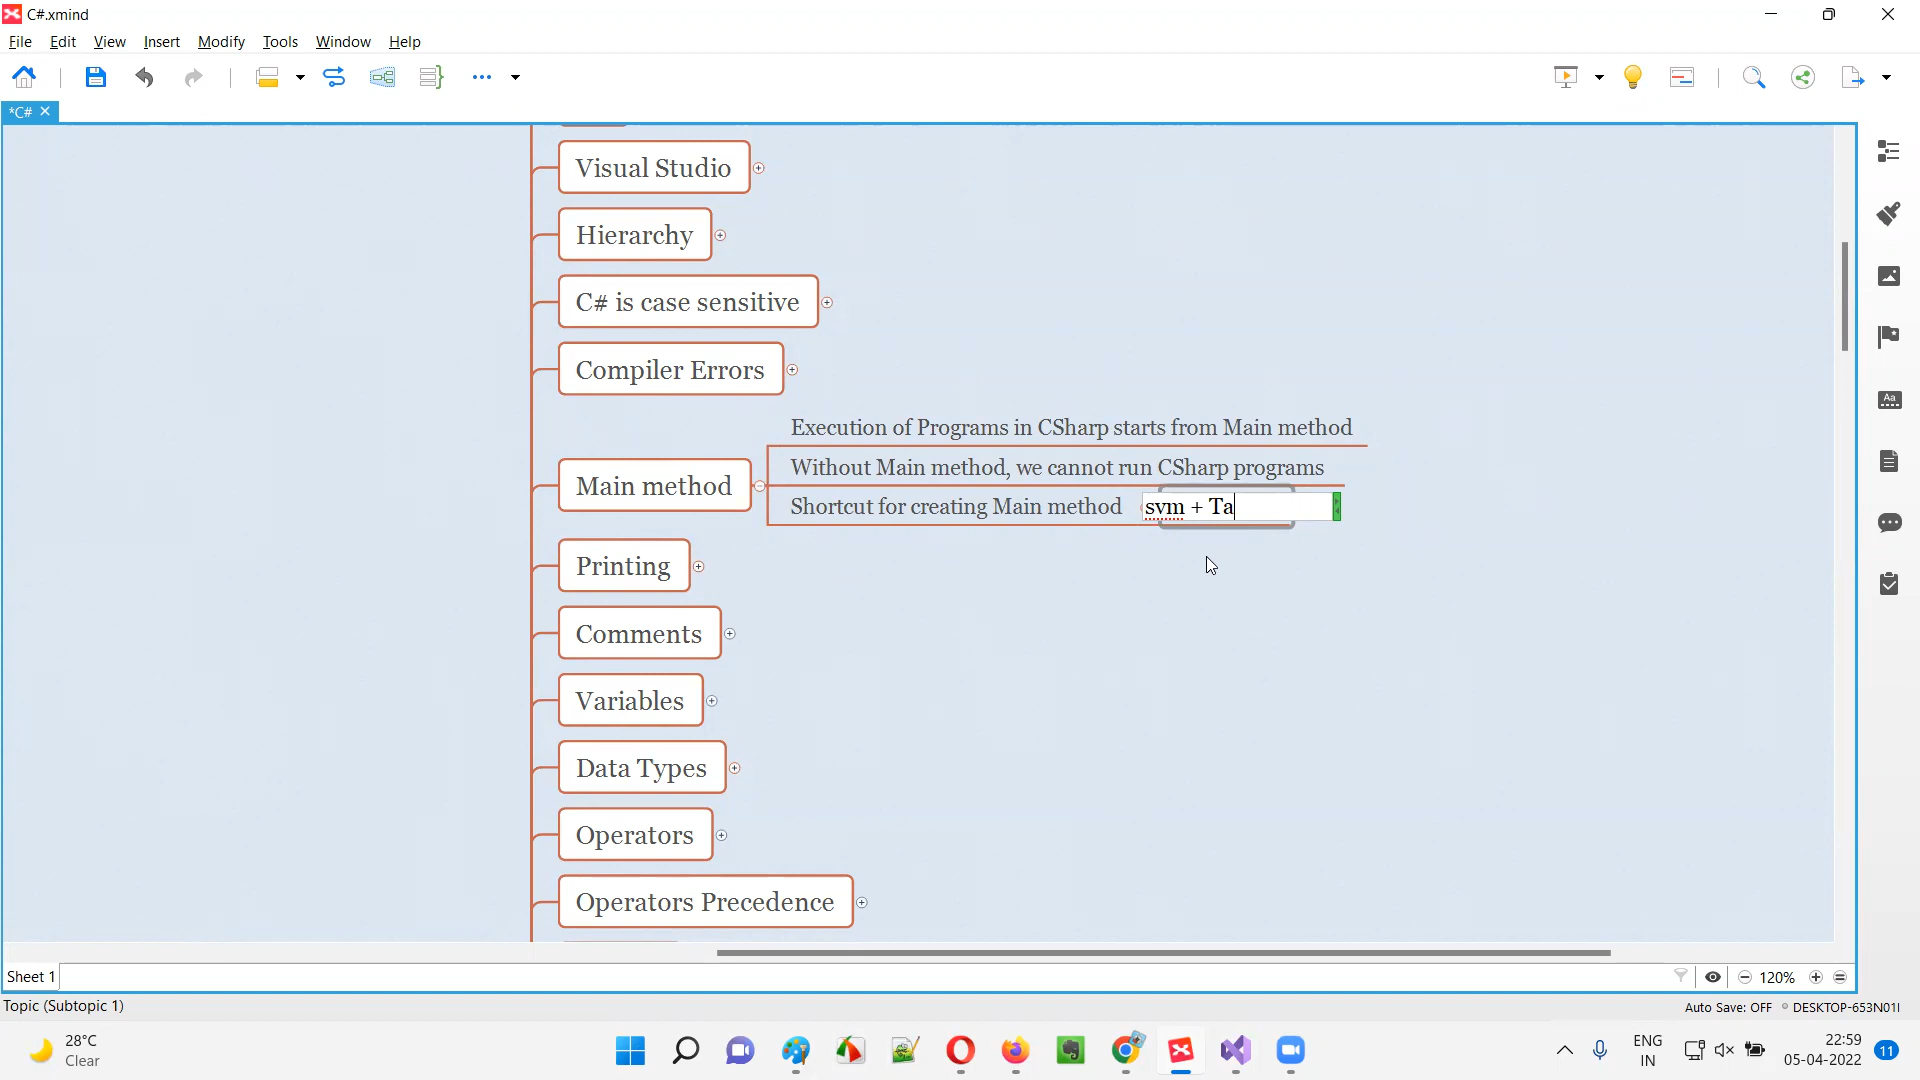 C#.xmind
File Edit View Insert Modify Tools Window Help
*C#
Visual Studio
Hierarchy
C# is case sensitive
Compiler Errors
Execution of Programs in CSharp starts from Main method
Without Main method, we cannot run CSharp programs
Main method
Shortcut for creating Main method svm + Ta
Printing
Comments
Variables
Data Types
Operators
Operators Precedence
Sheet 1
120%
Topic (Subtopic 1)
Auto Save: OFF DESKTOP-653N01I
28°C
Clear
ENG
IN
22:59
05-04-2022
11
Aa